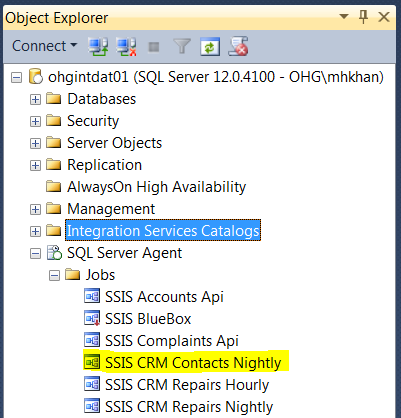 Object Explorer
Connect
ohgintdat01 (SQL Server 12.0.4100 - OHG\mhkhan)
Databases
Security
Server Objects
Replication
AlwaysOn High Availability
Management
Integration Services Catalogs
SQL Server Agent
Jobs
SSIS Accounts Api
SSIS BlueBox
SSIS Complaints Api
SSIS CRM Contacts Nightly
SSIS CRM Repairs Hourly
SSIS CRM Repairs Nightly